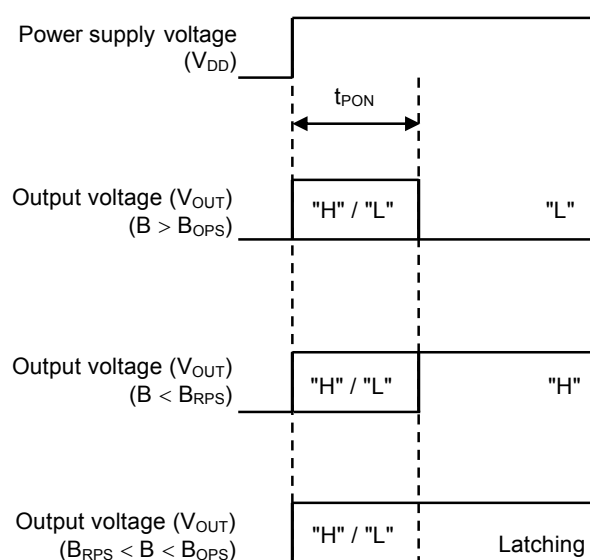 Power supply voltage
(VDD)
tPON
Output voltage (VOUT)
(B > BOPS)
"H" / "L"
"L"
Output voltage (VOUT)
(B < BRPS)
"H" / "L"
"H"
Output voltage (VOUT)
(BRPS < B < BOPS)
"H" / "L"
Latching